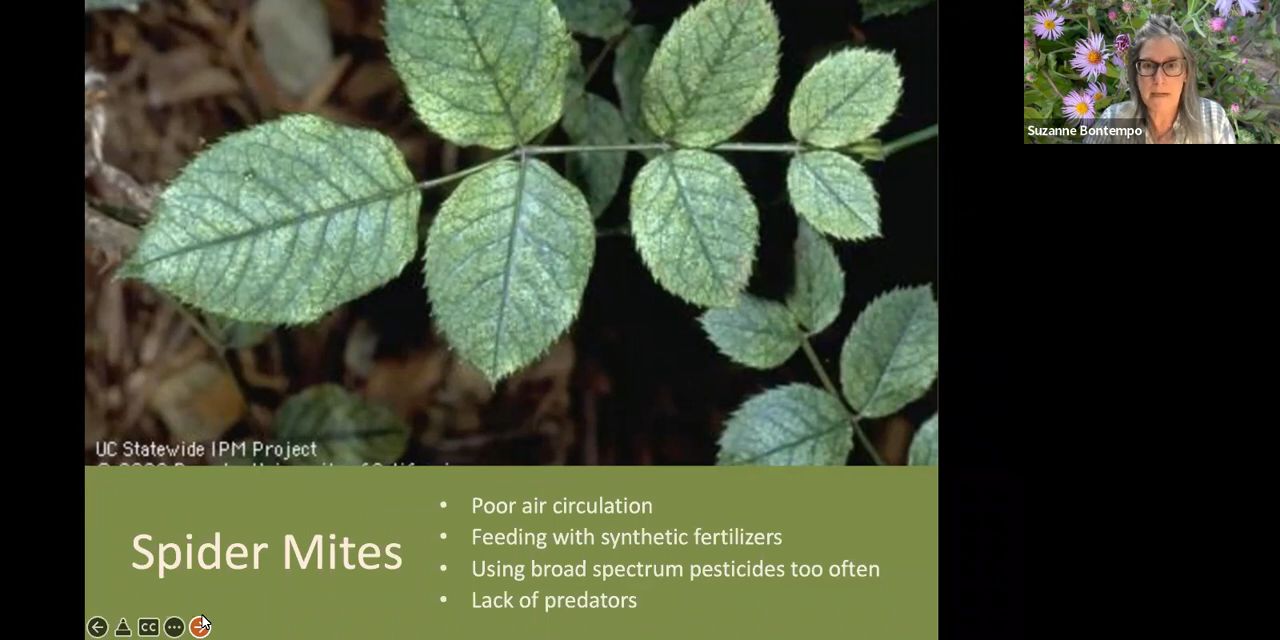 Suzanne Bontempo
UC Statewide IPM Project
Spider Mites
• Poor air circulation
• Feeding with synthetic fertilizers
• Using broad spectrum pesticides too often
• Lack of predators
CC